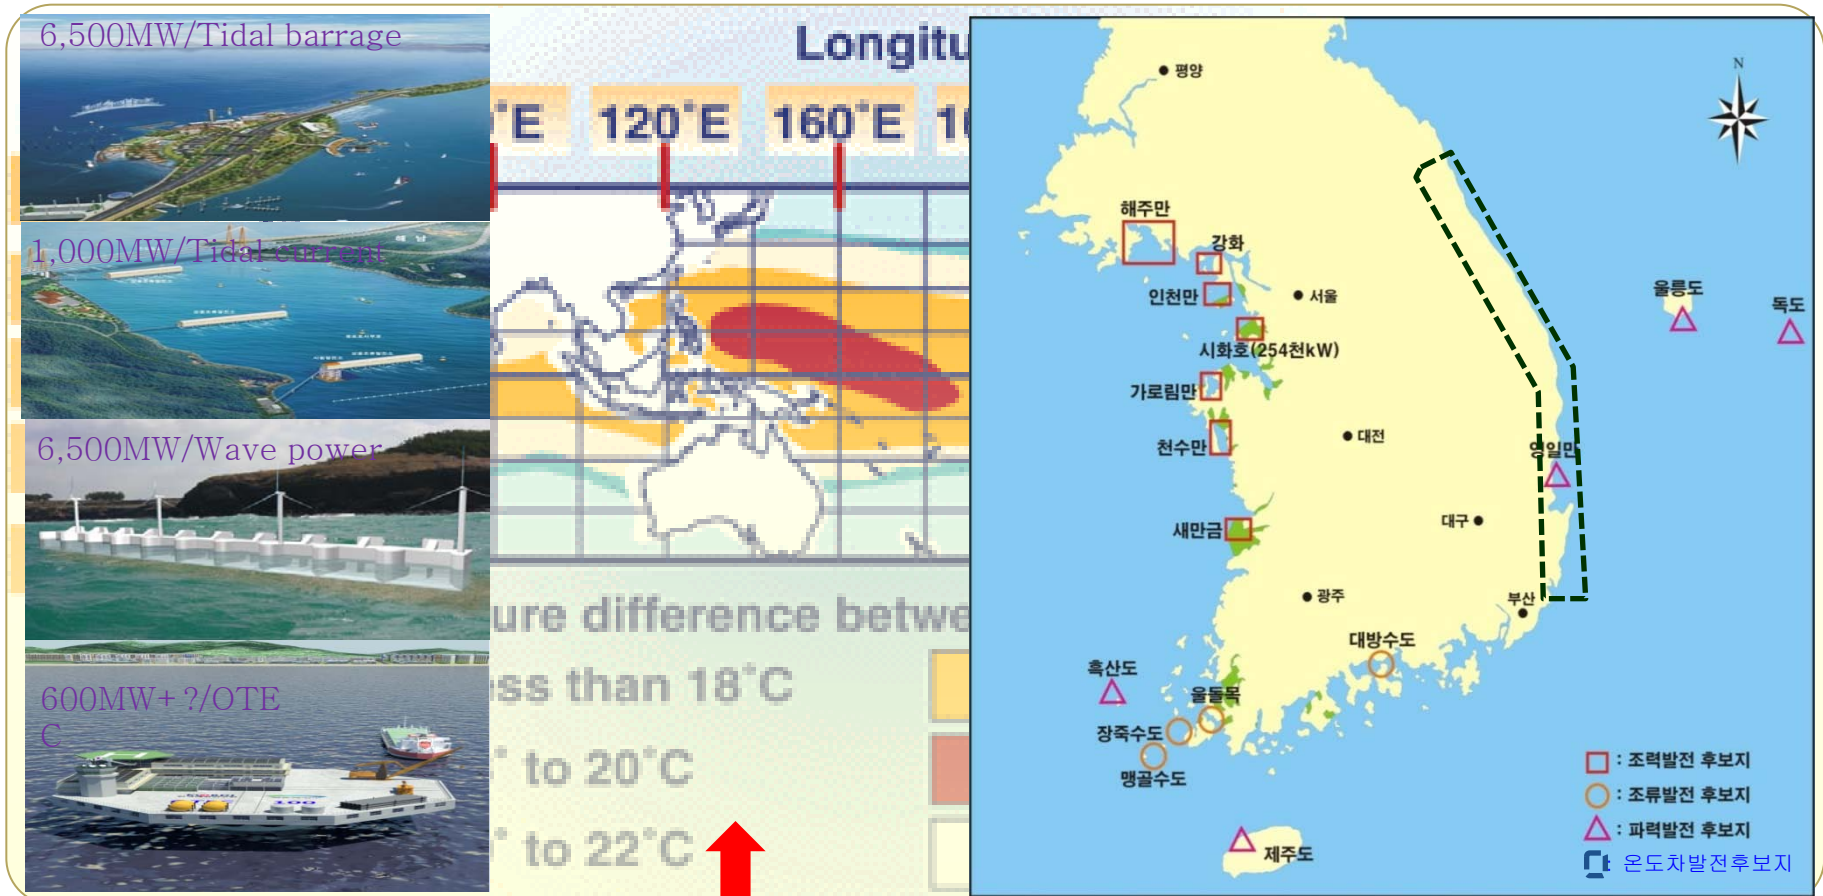 6,500MW/Tidal barrage
1,000MW/Tidal current
6,500MW/Wave power
600MW+ ?/OTE
C
Longitu
°E
120°E
160°E
1
ure difference betwe
ess than 18°C
° to 20°C
° to 22°C
N
평양
해주만
강화
인천만
서울
울릉도
독도
시화호(254천kW)
가로림만
대전
천수만
영일만
새만금
대구
광주
부산
대방수도
흑산도
울돌목
장죽수도
맹골수도
제주도
: 조력발전 후보지
: 조류발전 후보지
: 파력발전 후보지
온도차발전후보지